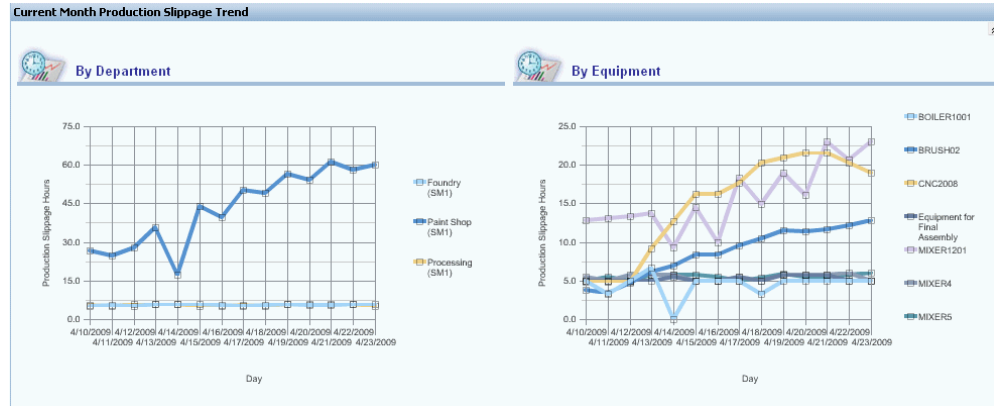 Current Month Production Slippage Trend
By Department
75.0
60.0
45.0
30.0
15.0
0.0
Production Slippage Hours
4/10/2009 4/12/2009 4/14/2009 4/16/2009 4/18/2009 4/20/2009 4/22/2009
4/11/2009 4/13/2009 4/15/2009 4/17/2009 4/19/2009 4/21/2009 4/23/2009
Day
Foundry
(SM1)
Paint Shop
(SM1)
Processing
(SM1)
By Equipment
25.0
20.0
15.0
10.0
5.0
0.0
Production Slippage Hours
4/10/2009 4/12/2009 4/14/2009 4/16/2009 4/18/2009 4/20/2009 4/22/2009
4/11/2009 4/13/2009 4/15/2009 4/17/2009 4/19/2009 4/21/2009 4/23/2009
Day
BOILER1001
BRUSH02
CNC2008
Equipment for
Final
Assembly
MIXER1201
MIXER4
MIXER5